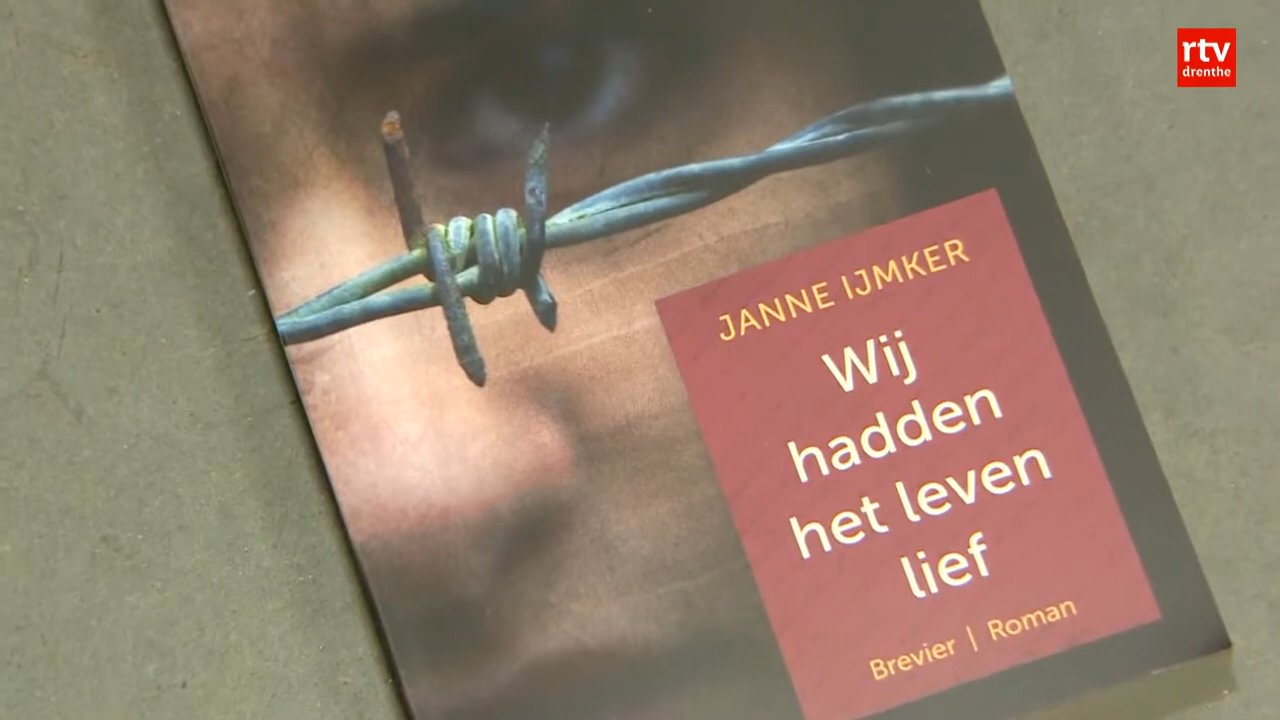 rtv
drenthe
JANNE IJMKER
Wij
hadden
het leven
lief
Brevier | Roman